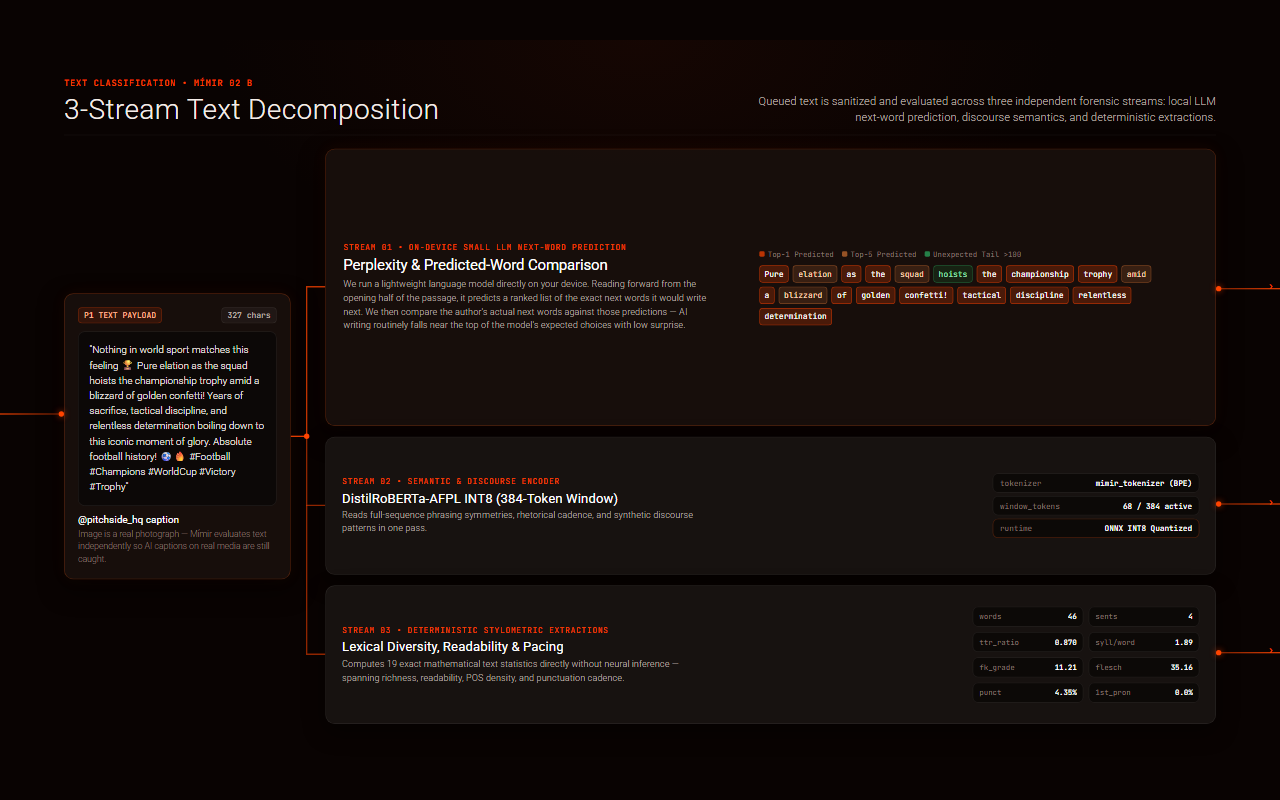 TEXT CLASSIFICATION • MÍMIR 02 B
3-Stream Text Decomposition
Queued text is sanitized and evaluated across three independent forensic streams: local LLM
next-word prediction, discourse semantics, and deterministic extractions.
P1 TEXT PAYLOAD
327 chars
"Nothing in world sport matches this
feeling 🏆 Pure elation as the squad
hoists the championship trophy amid a
blizzard of golden confetti! Years of
sacrifice, tactical discipline, and
relentless determination boiling down to
this iconic moment of glory. Absolute
football history! ⚽ 🔥 #Football
#Champions #WorldCup #Victory
#Trophy"
@pitchside_hq caption
Image is a real photograph — Mímir evaluates text
independently so AI captions on real media are still
caught.
STREAM 01 • ON-DEVICE SMALL LLM NEXT-WORD PREDICTION
Perplexity & Predicted-Word Comparison
We run a lightweight language model directly on your device. Reading forward from the
opening half of the passage, it predicts a ranked list of the exact next words it would write
next. We then compare the author's actual next words against those predictions — AI
writing routinely falls near the top of the model's expected choices with low surprise.
Top-1 Predicted Top-5 Predicted Unexpected Tail >100
Pure elation as the squad hoists the championship trophy amid
a blizzard of golden confetti! tactical discipline relentless
determination
STREAM 02 • SEMANTIC & DISCOURSE ENCODER
DistilRoBERTa-AFPL INT8 (384-Token Window)
Reads full-sequence phrasing symmetries, rhetorical cadence, and synthetic discourse
patterns in one pass.
tokenizer mimir_tokenizer (BPE)
window_tokens 68 / 384 active
runtime ONNX INT8 Quantized
STREAM 03 • DETERMINISTIC STYLOMETRIC EXTRACTIONS
Lexical Diversity, Readability & Pacing
Computes 19 exact mathematical text statistics directly without neural inference —
spanning richness, readability, POS density, and punctuation cadence.
words 46 sents 4
ttr_ratio 0.870 syll/word 1.89
fk_grade 11.21 flesch 35.16
punct 4.35% 1st_pron 0.0%